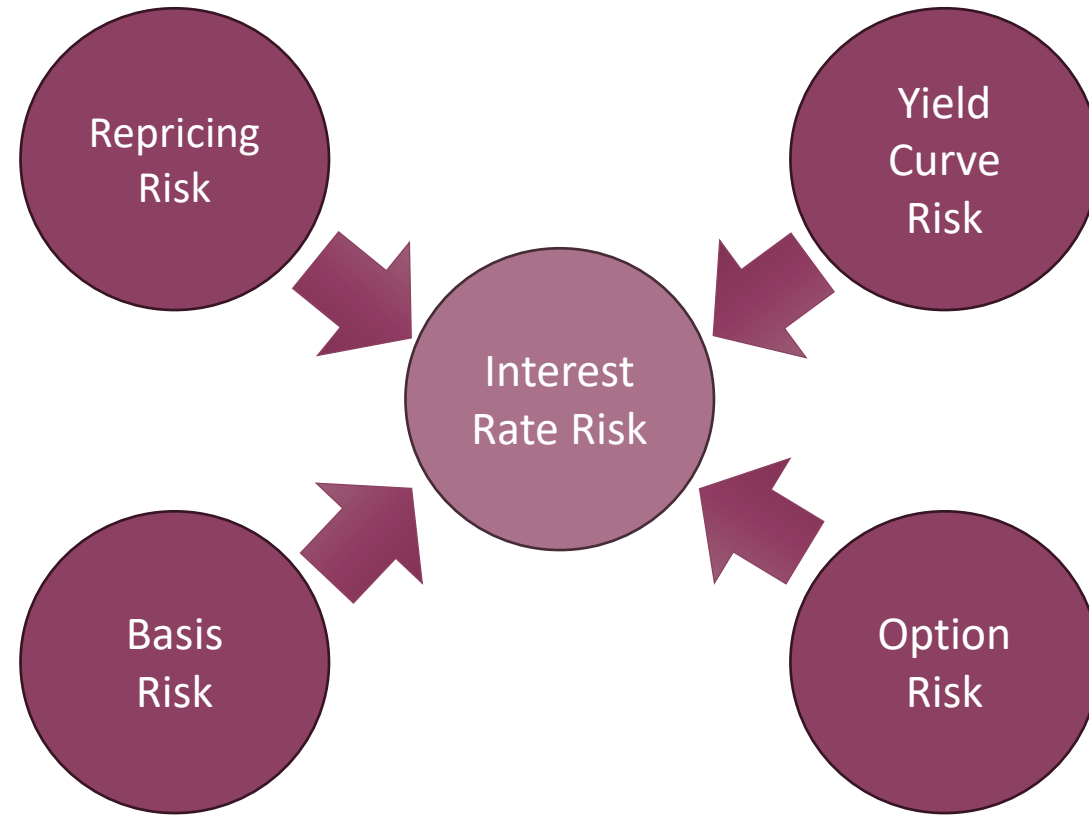 Repricing
Risk
Yield
Curve
Risk
Interest
Rate Risk
Basis
Risk
Option
Risk